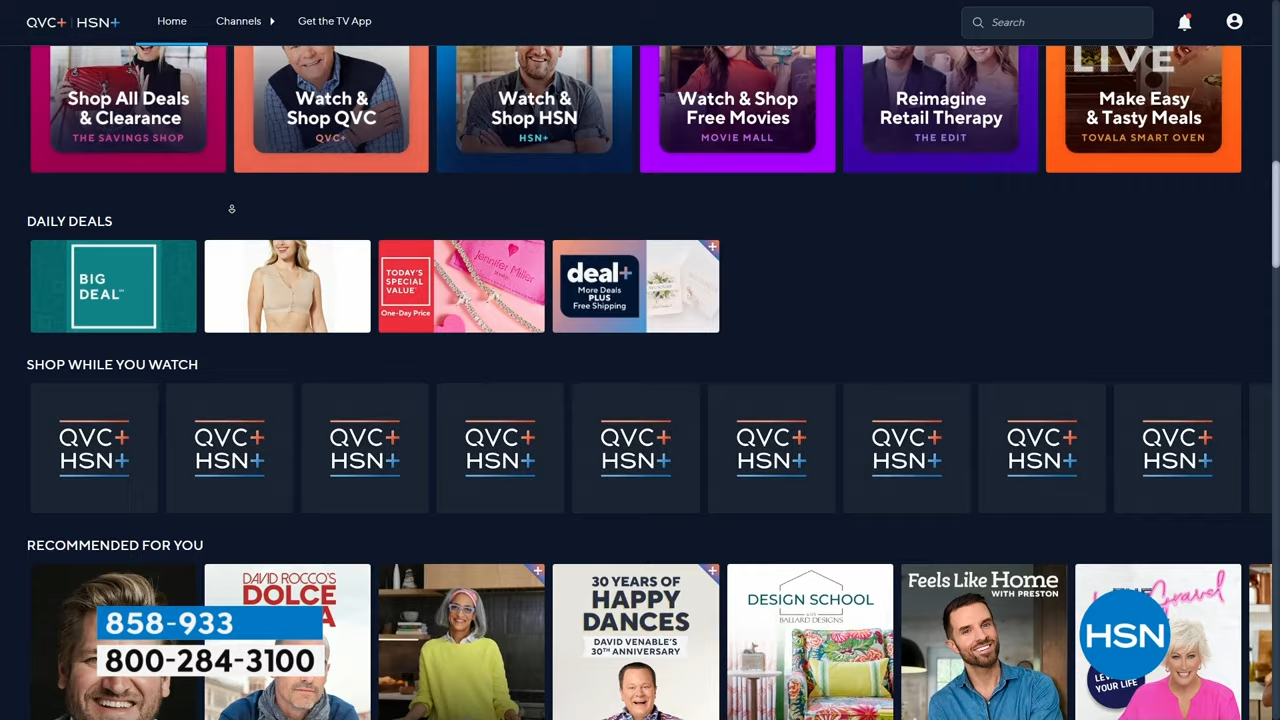 QVC+ | HSN+
Home
Channels
Get the TV App
Search
LIVE
Shop All Deals
& Clearance
THE SAVINGS SHOP
Watch &
Shop QVC
QVC+
Watch &
Shop HSN
HSN+
Watch & Shop
Free Movies
MOVIE MALL
Reimagine
Retail Therapy
THE EDIT
Make Easy
& Tasty Meals
TOVALA SMART OVEN
DAILY DEALS
BIG
DEAL℠
TODAY'S
SPECIAL
VALUE
One-Day Price
Jennifer Miller
deal+
More Deals
PLUS
Free Shipping
SHOP WHILE YOU WATCH
QVC+
HSN+
QVC+
HSN+
QVC+
HSN+
QVC+
HSN+
QVC+
HSN+
QVC+
HSN+
QVC+
HSN+
QVC+
HSN+
QVC+
HSN+
RECOMMENDED FOR YOU
DAVID ROCCO'S
DOLCE
30 YEARS OF
HAPPY
DANCES
DAVID VENABLE'S
30TH ANNIVERSARY
DESIGN SCHOOL
with
BALLARD DESIGNS
Feels Like Home
WITH PRESTON
Gravel
YOUR LIFE
HSN
858-933
800-284-3100